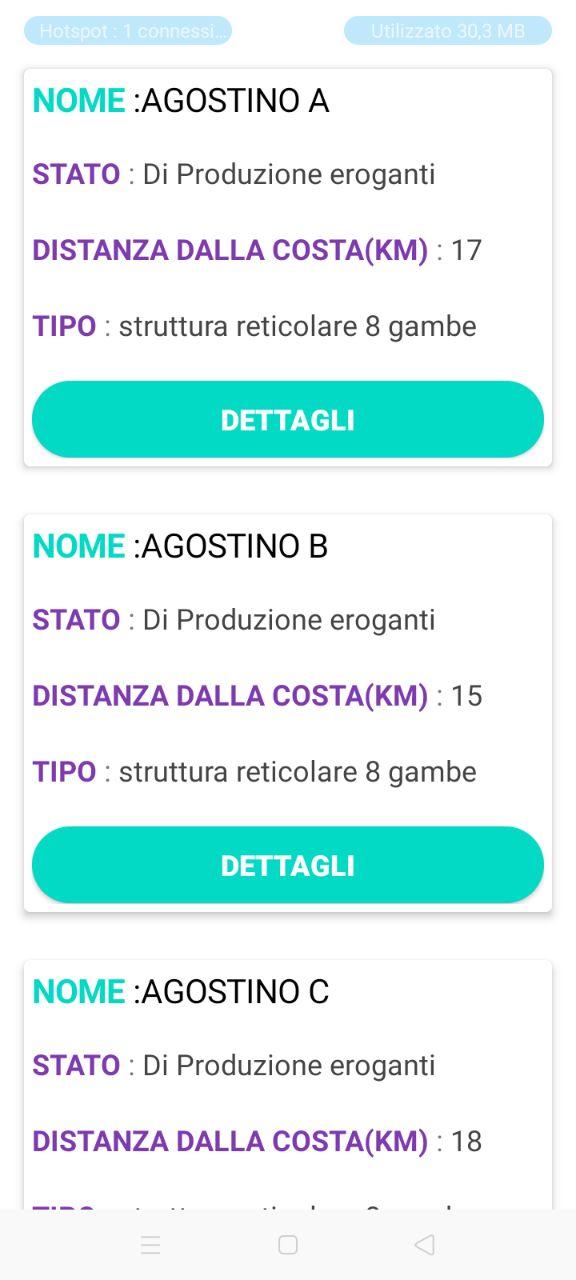 Hotspot : 1 connessi...
Utilizzato 30,3 MB
NOME :AGOSTINO A
STATO : Di Produzione eroganti
DISTANZA DALLA COSTA(KM) : 17
TIPO : struttura reticolare 8 gambe
DETTAGLI
NOME :AGOSTINO B
STATO : Di Produzione eroganti
DISTANZA DALLA COSTA(KM) : 15
TIPO : struttura reticolare 8 gambe
DETTAGLI
NOME :AGOSTINO C
STATO : Di Produzione eroganti
DISTANZA DALLA COSTA(KM) : 18